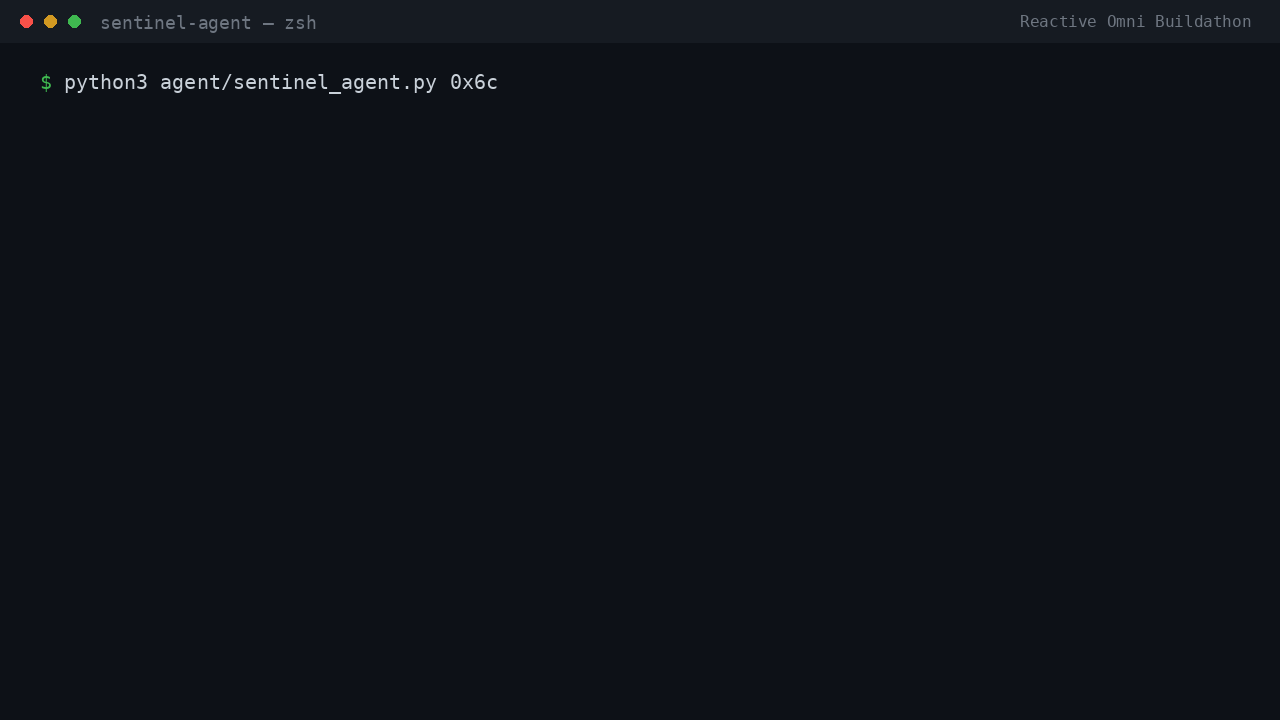 sentinel-agent — zsh
Reactive Omni Buildathon
$ python3 agent/sentinel_agent.py 0x6c